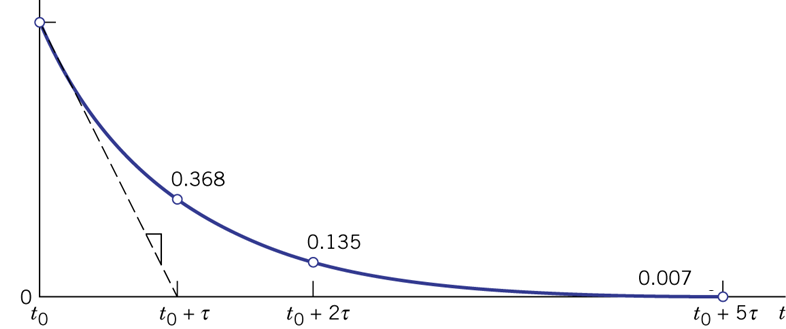 0.368
0.135
0.007
0
t₀ t₀ + τ t₀ + 2τ t₀ + 5τ t